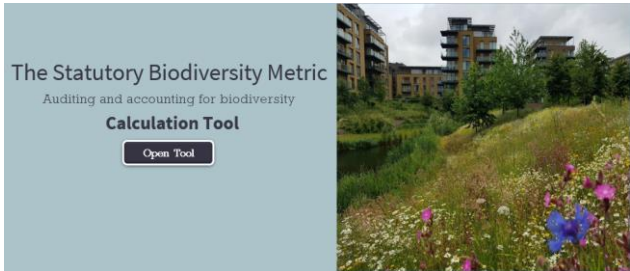 The Statutory Biodiversity Metric
Auditing and accounting for biodiversity
Calculation Tool
Open Tool